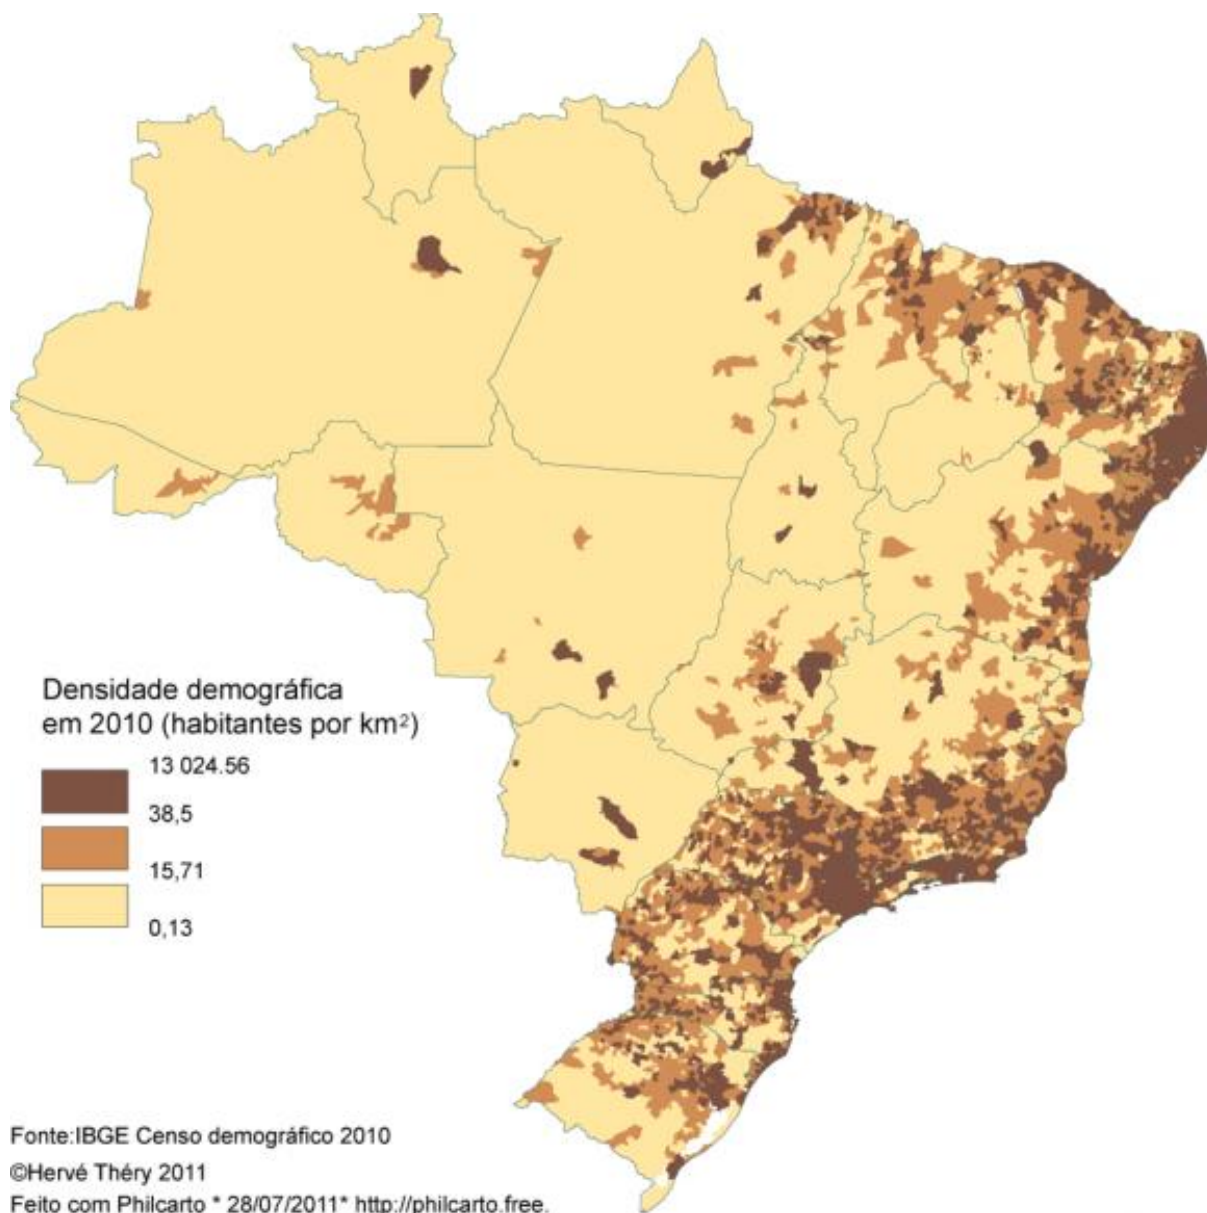 Densidade demográfica
em 2010 (habitantes por km²)
13 024.56
38,5
15,71
0,13
Fonte:IBGE Censo demográfico 2010
©Hervé Théry 2011
Feito com Philcarto * 28/07/2011* http://philcarto.free.